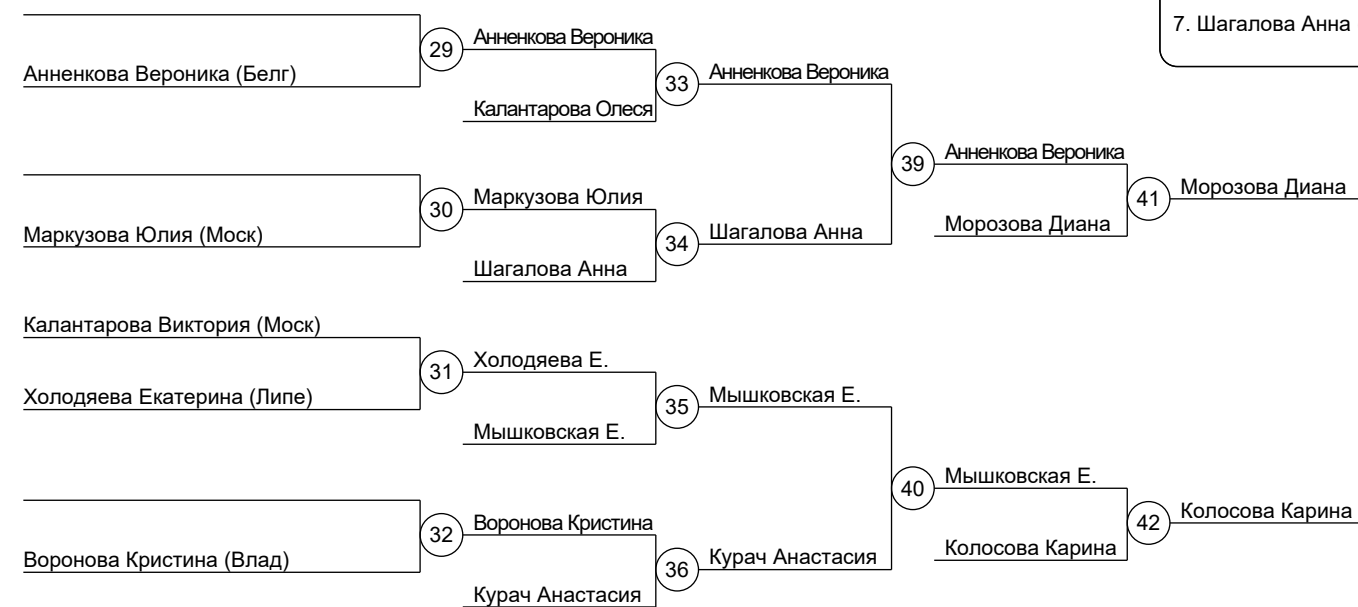 7. Шагалова Анна
29
Анненкова Вероника
Анненкова Вероника (Белг)
33
Анненкова Вероника
Калантарова Олеся
39
Анненкова Вероника
30
Маркузова Юлия
41
Морозова Диана
Маркузова Юлия (Моск)
34
Шагалова Анна
Морозова Диана
Шагалова Анна
Калантарова Виктория (Моск)
31
Холодяева Е.
Холодяева Екатерина (Липе)
35
Мышковская Е.
Мышковская Е.
40
Мышковская Е.
32
Воронова Кристина
42
Колосова Карина
Воронова Кристина (Влад)
36
Курач Анастасия
Колосова Карина
Курач Анастасия